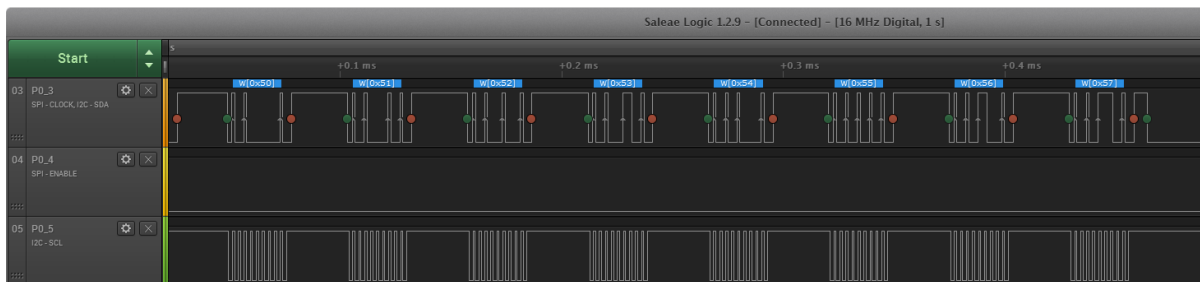 Saleae Logic 1.2.9 - [Connected] - [16 MHz Digital, 1 s]
Start
s
+0.1 ms +0.2 ms +0.3 ms +0.4 ms
03 P0_3
SPI - CLOCK, I2C - SDA
W[0x50] W[0x51] W[0x52] W[0x53] W[0x54] W[0x55] W[0x56] W[0x57]
04 P0_4
SPI - ENABLE
05 P0_5
I2C - SCL